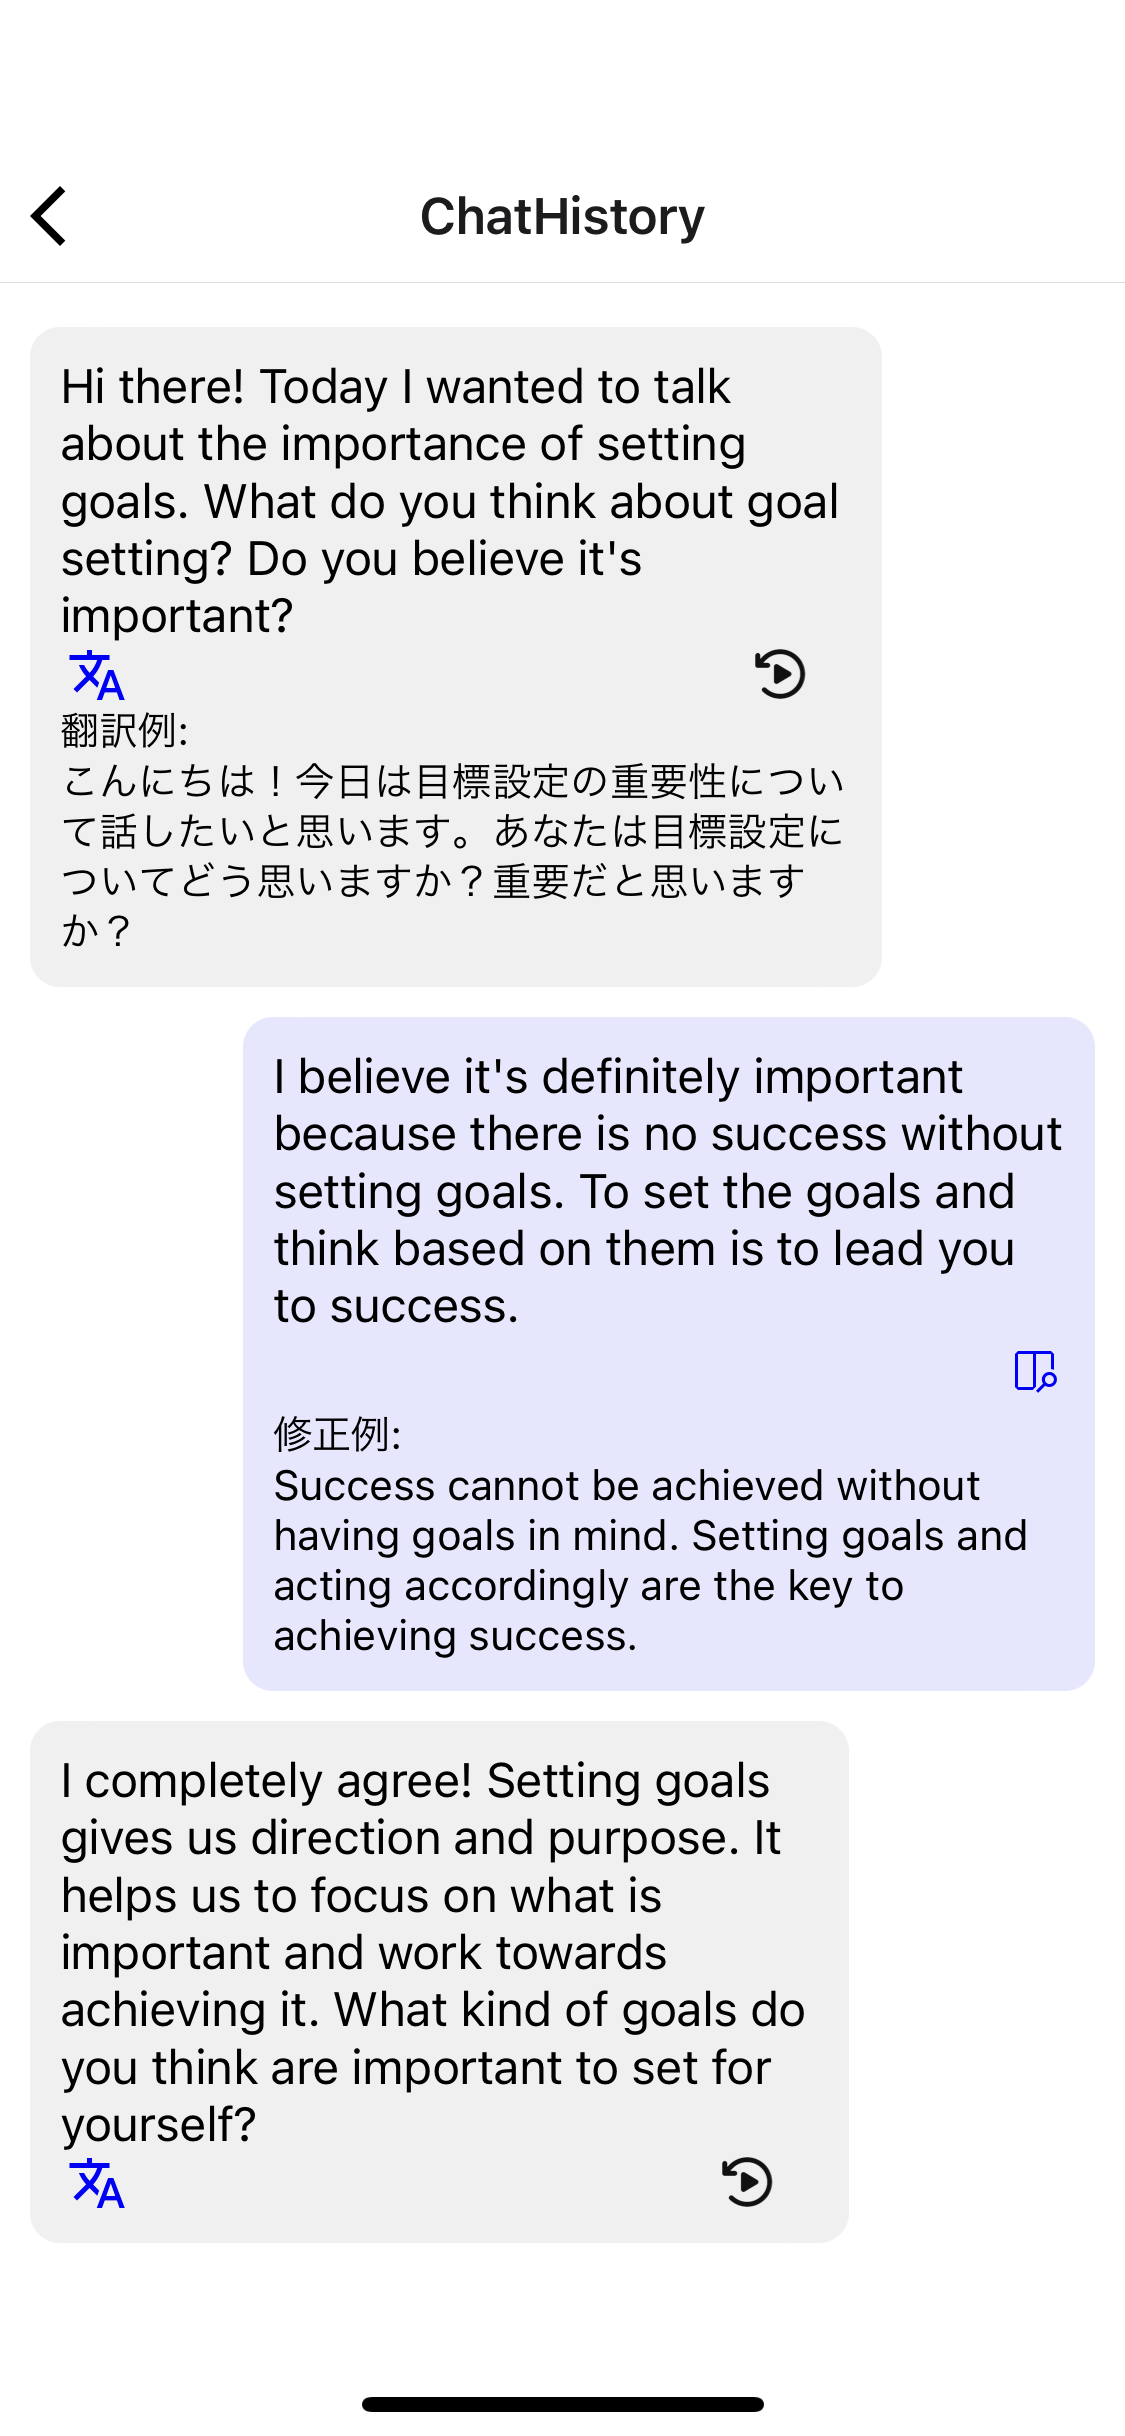 ChatHistory
Hi there! Today I wanted to talk
about the importance of setting
goals. What do you think about goal
setting? Do you believe it's
important?
翻訳例:
こんにちは！今日は目標設定の重要性につい
て話したいと思います。あなたは目標設定に
ついてどう思いますか？重要だと思います
か？
I believe it's definitely important
because there is no success without
setting goals. To set the goals and
think based on them is to lead you
to success.
修正例:
Success cannot be achieved without
having goals in mind. Setting goals and
acting accordingly are the key to
achieving success.
I completely agree! Setting goals
gives us direction and purpose. It
helps us to focus on what is
important and work towards
achieving it. What kind of goals do
you think are important to set for
yourself?